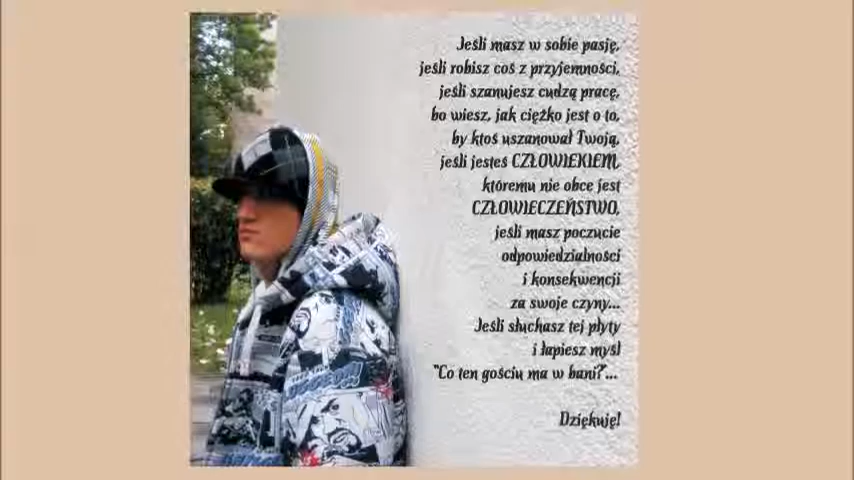 Jeśli masz w sobie pasję,
jeśli robisz coś z przyjemności,
jeśli szanujesz cudzą pracę,
bo wiesz, jak ciężko jest o to,
by ktoś uszanował Twoją,
jeśli jesteś CZŁOWIEKIEM,
któremu nie obce jest
CZŁOWIECZEŃSTWO,
jeśli masz poczucie
odpowiedzialności
i konsekwencji
za swoje czyny...
Jeśli słuchasz tej płyty
i łapiesz myśl
"Co ten gościu ma w bani?"...
Dziękuję!